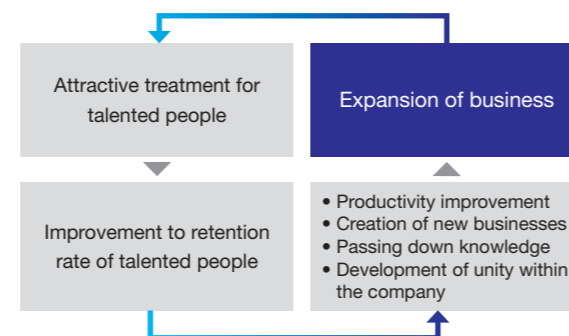 Attractive treatment for
talented people
Expansion of business
Improvement to retention
rate of talented people
• Productivity improvement
• Creation of new businesses
• Passing down knowledge
• Development of unity within
the company